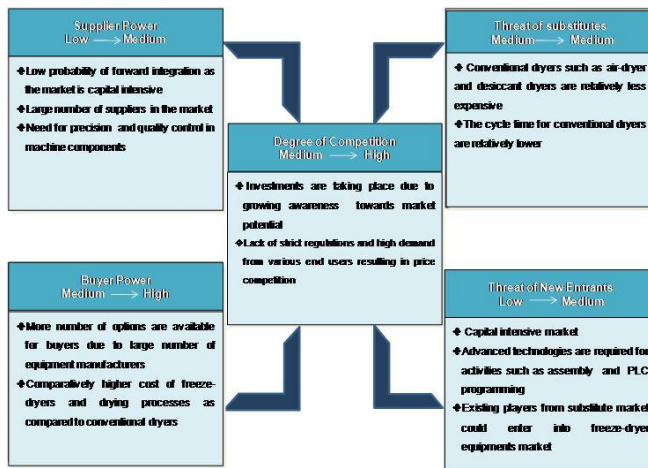 Supplier Power
Low → Medium
❖Low probability of forward integration as
the market is capital intensive
❖Large number of suppliers in the market
❖Need for precision and quality control in
machine components
Threat of substitutes
Medium → Medium
❖ Conventional dryers such as air-dryer
and desiccant dryers are relatively less
expensive
❖The cycle time for conventional dryers
are relatively lower
Degree of Competition
Medium → High
❖ Investments are taking place due to
growing awareness towards market
potential
❖Lack of strict regulations and high demand
from various end users resulting in price
competition
Buyer Power
Medium → High
❖More number of options are available
for buyers due to large number of
equipment manufacturers
❖Comparatively higher cost of freeze-
dryers and drying processes as
compared to conventional dryers
Threat of New Entrants
Low → Medium
❖ Capital intensive market
❖Advanced technologies are required for
activities such as assembly and PLC
programming
❖Existing players from substitute market
could enter into freeze-dryer
equipments market